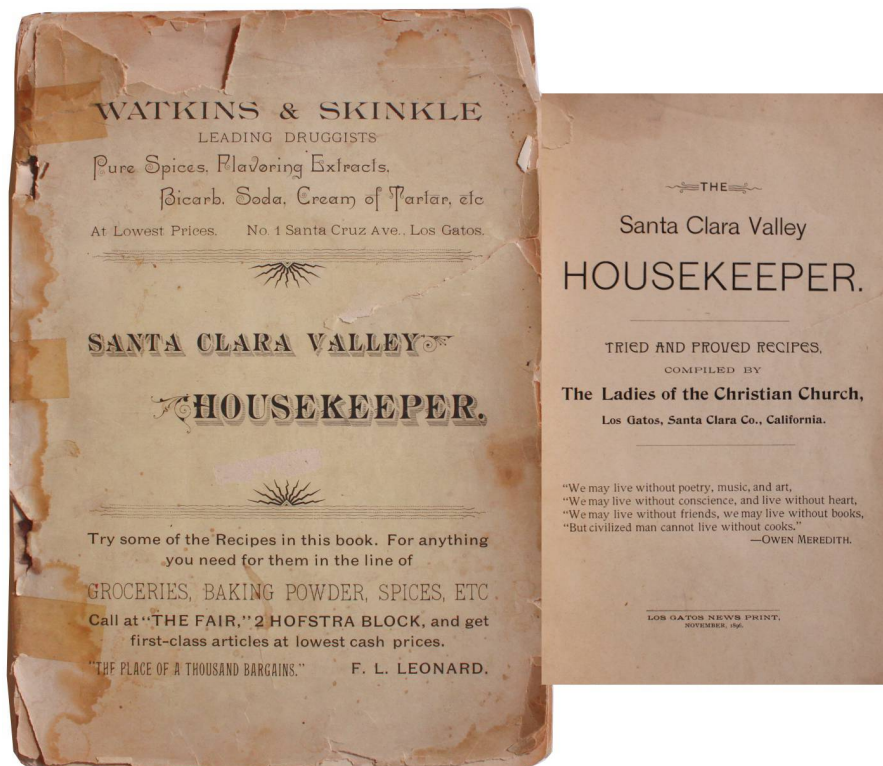 WATKINS & SKINKLE
LEADING DRUGGISTS
Pure Spices, Flavoring Extracts,
Bicarb. Soda, Cream of Tartar, etc
At Lowest Prices. No. 1 Santa Cruz Ave., Los Gatos.
SANTA CLARA VALLEY
HOUSEKEEPER.
Try some of the Recipes in this book. For anything
you need for them in the line of
GROCERIES, BAKING POWDER, SPICES, ETC
Call at "THE FAIR," 2 HOFSTRA BLOCK, and get
first-class articles at lowest cash prices.
"THE PLACE OF A THOUSAND BARGAINS." F. L. LEONARD.
THE
Santa Clara Valley
HOUSEKEEPER.
TRIED AND PROVED RECIPES,
COMPILED BY
The Ladies of the Christian Church,
Los Gatos, Santa Clara Co., California.
"We may live without poetry, music, and art,
"We may live without conscience, and live without heart,
"We may live without friends, we may live without books,
"But civilized man cannot live without cooks."
—OWEN MEREDITH.
LOS GATOS NEWS PRINT,
NOVEMBER, 1896.